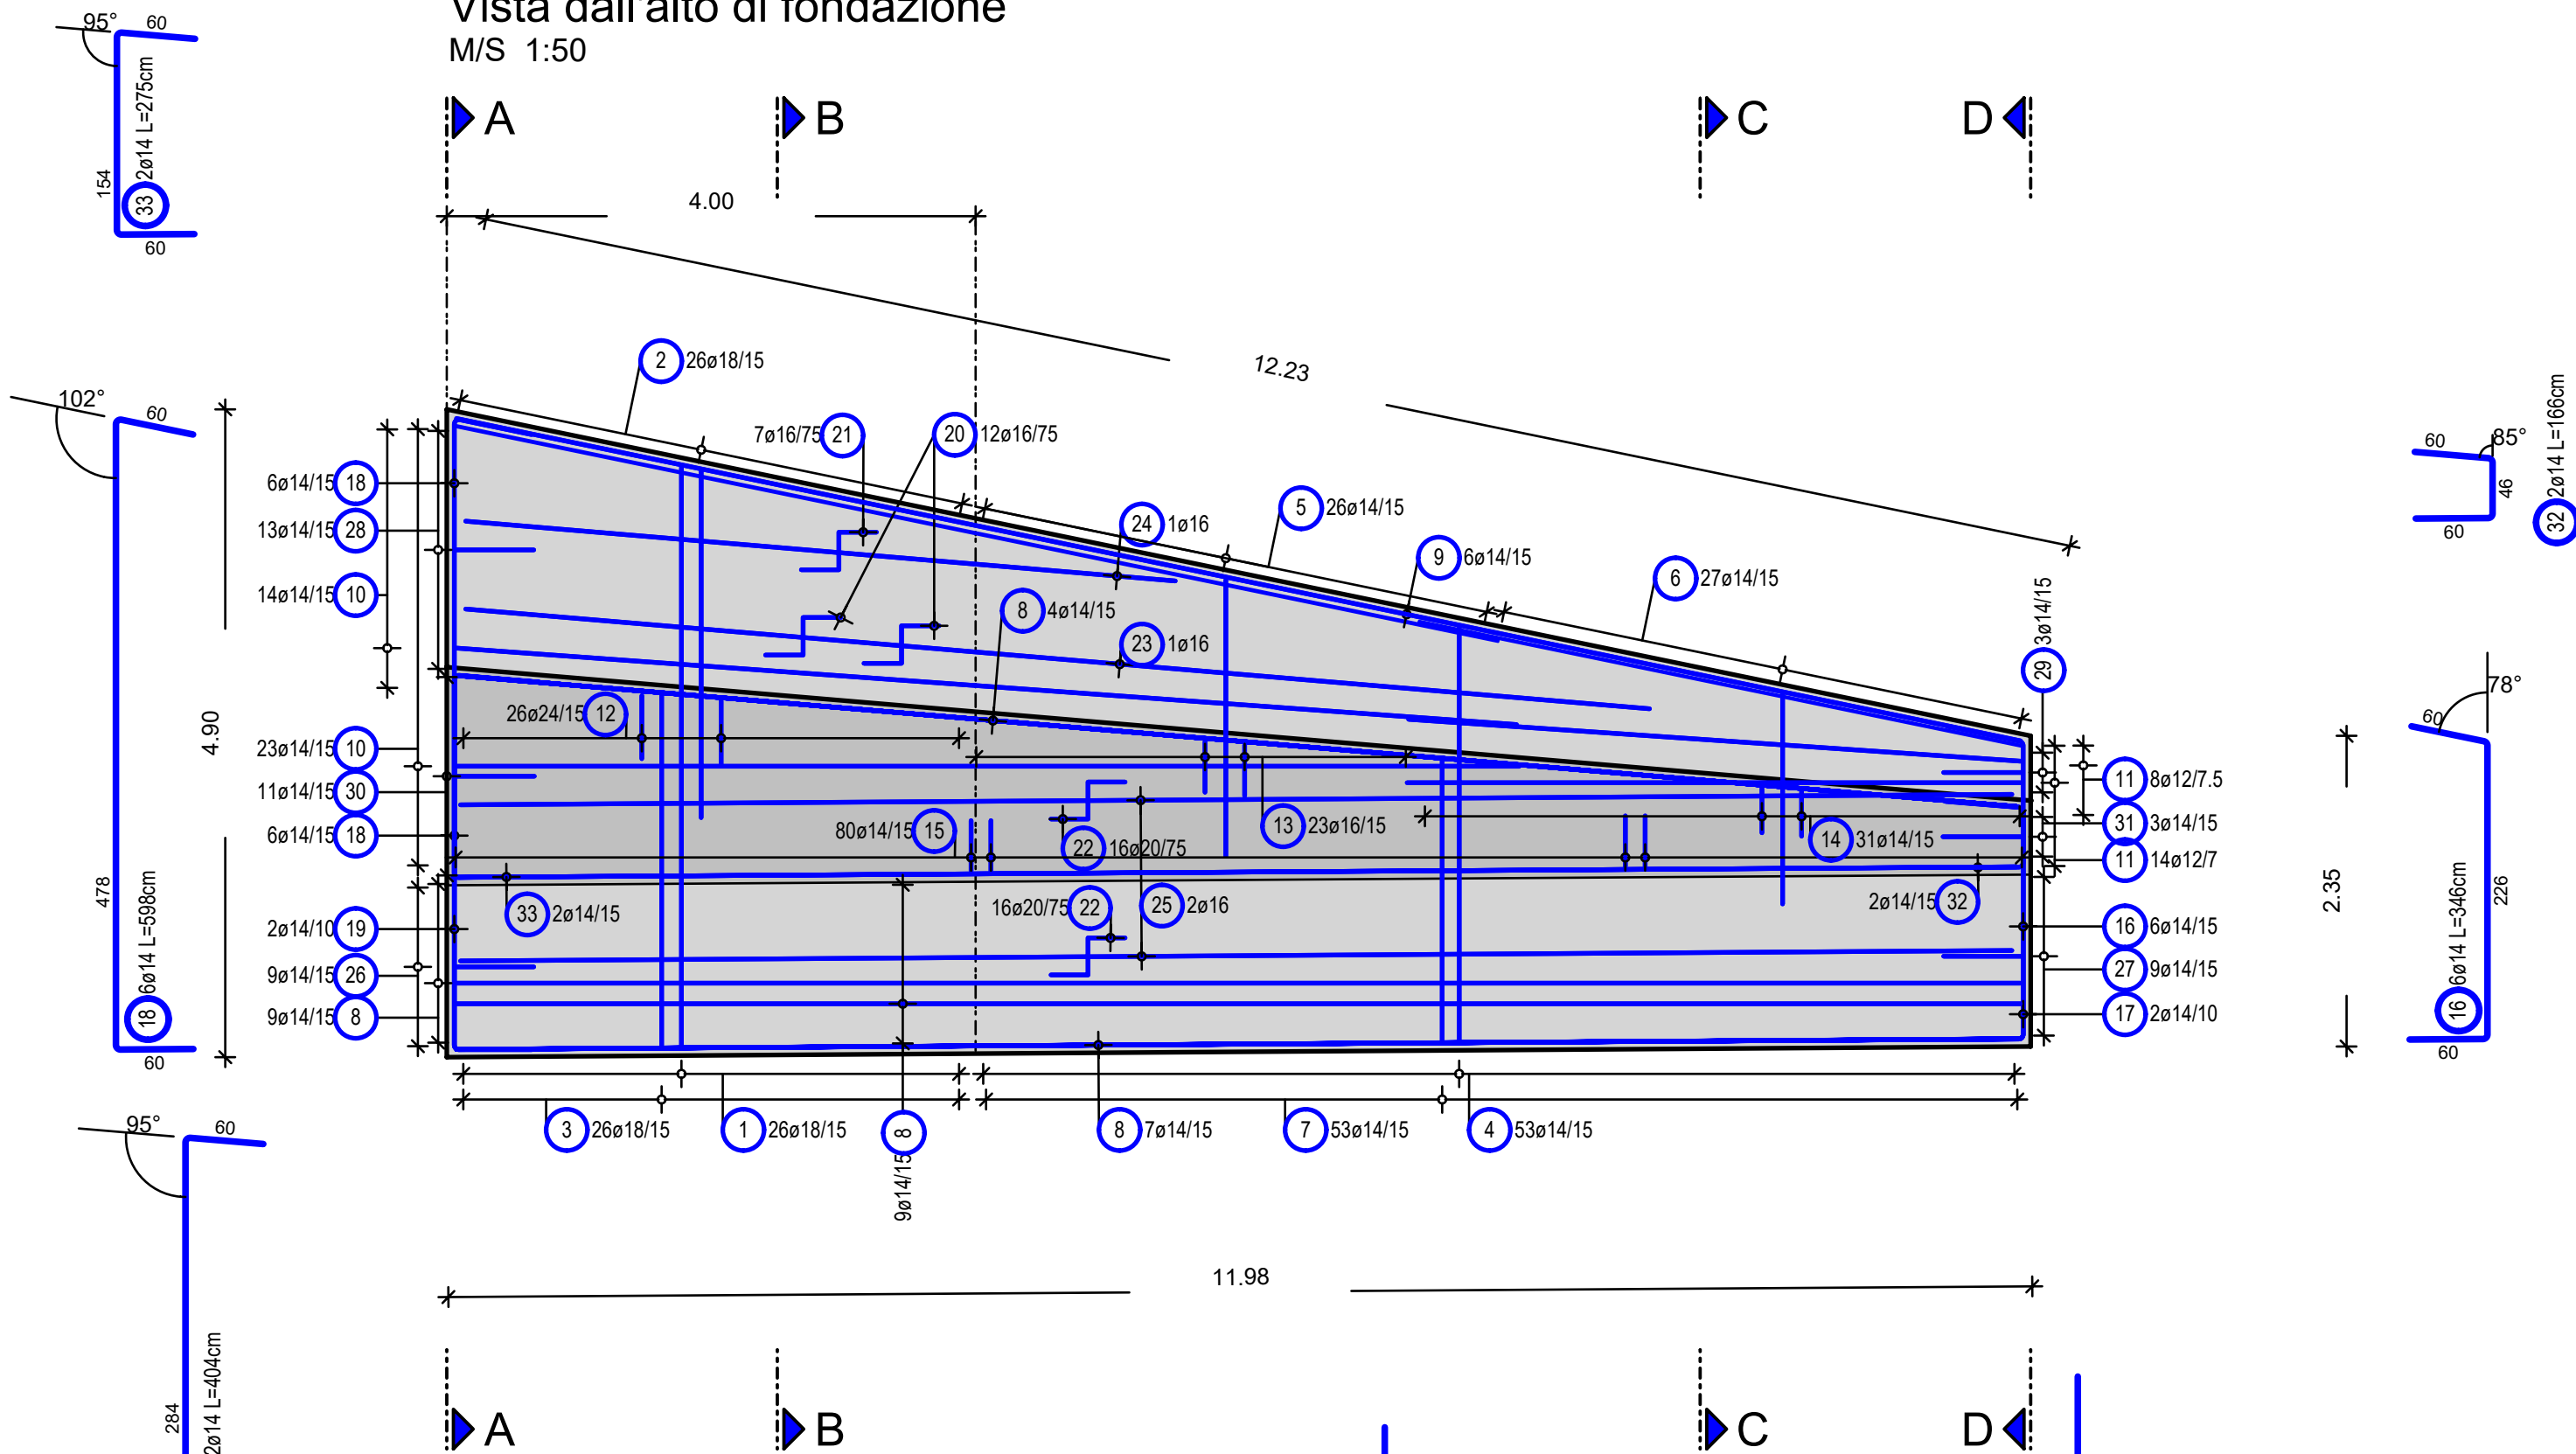 Vista dall'alto di fondazione
M/S 1:50
95°
60
154
2ø14 L=275cm
33
60
A
B
C
D
4.00
12.23
102°
60
478
6ø14 L=598cm
18
60
4.90
2 26ø18/15
7ø16/75 21
20 12ø16/75
24 1ø16
5 26ø14/15
9 6ø14/15
6 27ø14/15
8 4ø14/15
23 1ø16
29 3ø14/15
6ø14/15 18
13ø14/15 28
14ø14/15 10
26ø24/15 12
23ø14/15 10
11ø14/15 30
6ø14/15 18
80ø14/15 15
22 16ø20/75
13 23ø16/15
14 31ø14/15
11 8ø12/7.5
31 3ø14/15
11 14ø12/7
33 2ø14/15
16ø20/75 22
25 2ø16
2ø14/15 32
2ø14/10 19
9ø14/15 26
9ø14/15 8
16 6ø14/15
27 9ø14/15
17 2ø14/10
3 26ø18/15
1 26ø18/15
8 9ø14/15
8 7ø14/15
7 53ø14/15
4 53ø14/15
60
85°
46
60
32 2ø14 L=166cm
78°
60
226
16 6ø14 L=346cm
60
2.35
95°
60
284
2ø14 L=404cm
11.98
A
B
C
D